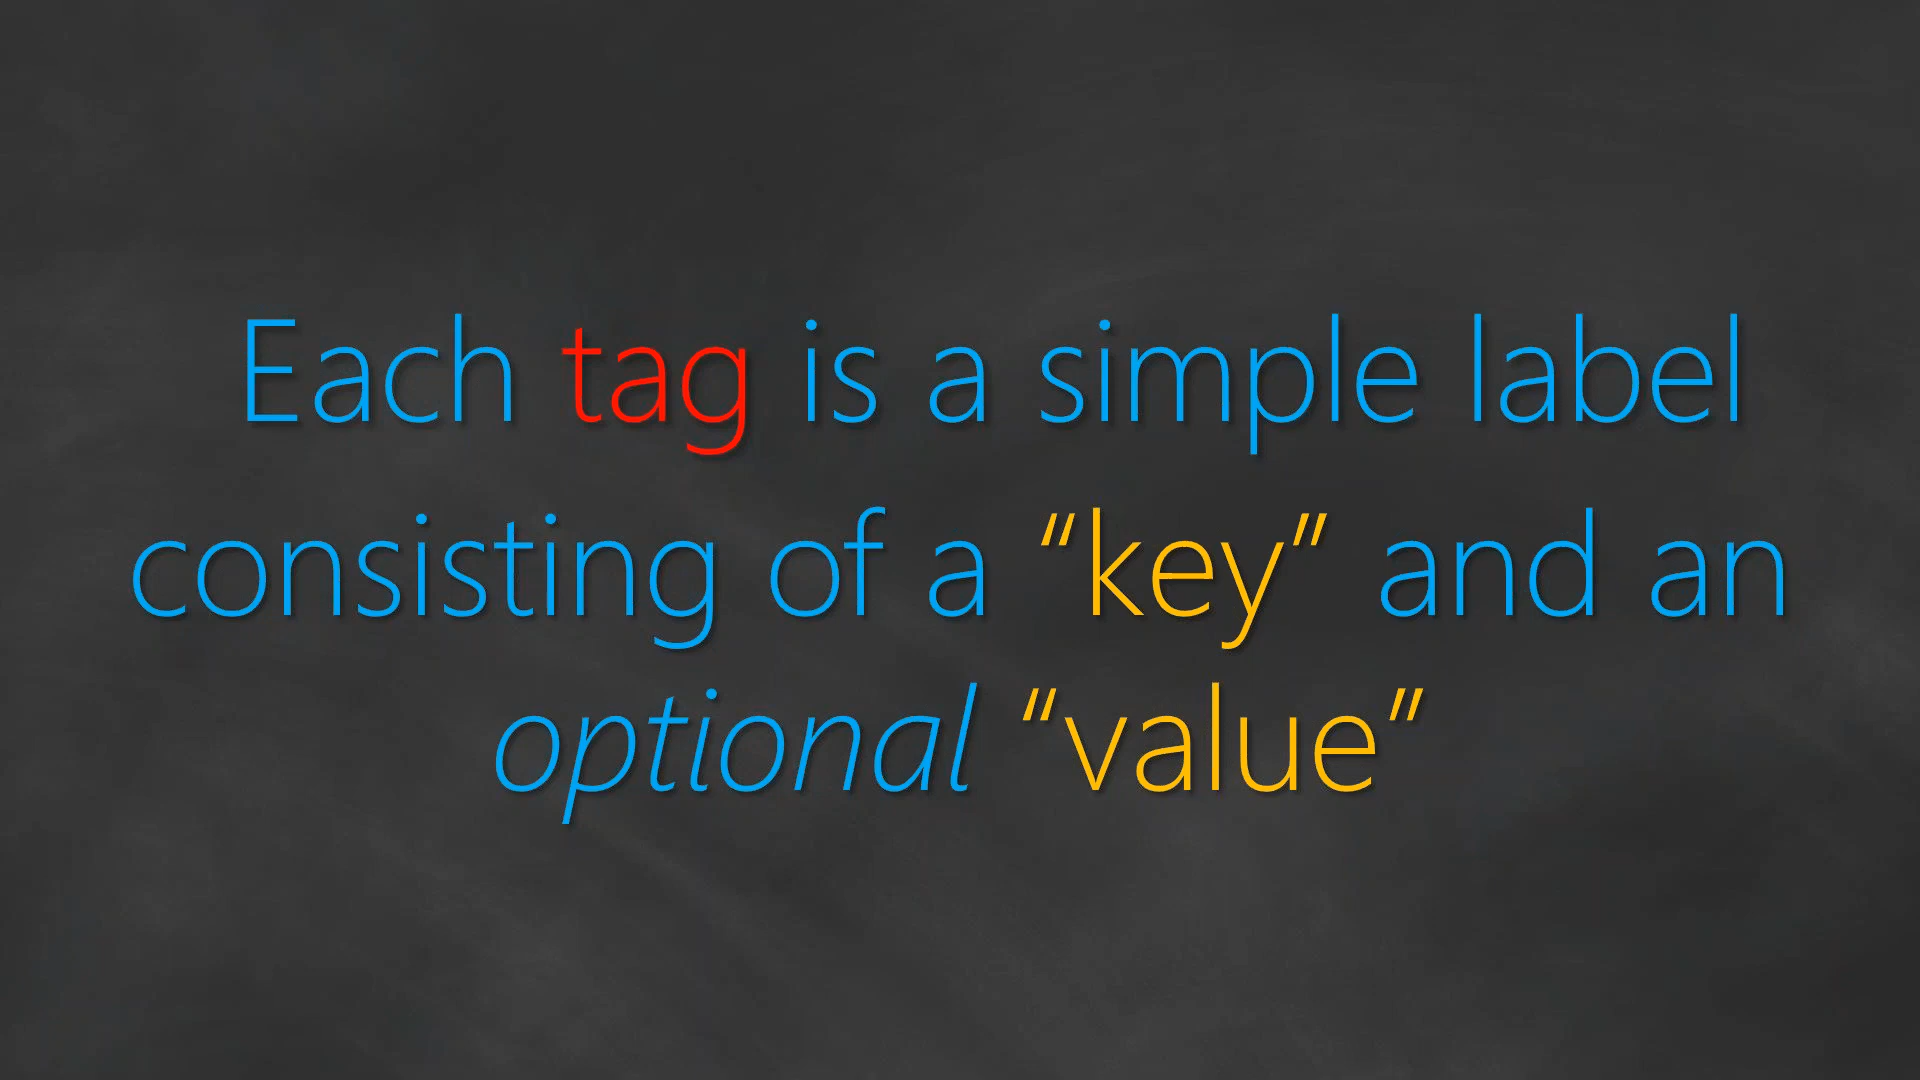 Each tag is a simple label
consisting of a “key” and an
optional “value”